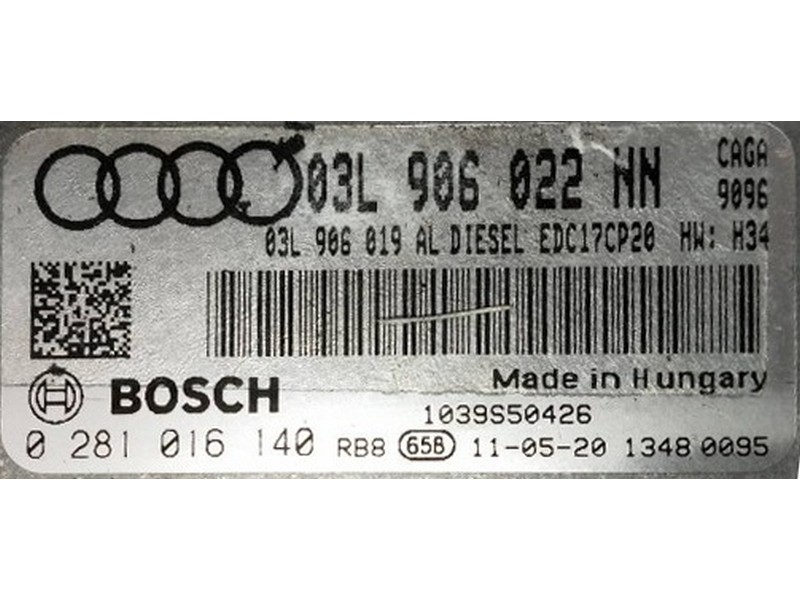 03L 906 022 NN CAGA
9096
03L 906 019 AL DIESEL EDC17CP20 HW: H34
Made in Hungary
BOSCH
1039S50426
0 281 016 140 RB8 65B 11-05-20 1348 0095